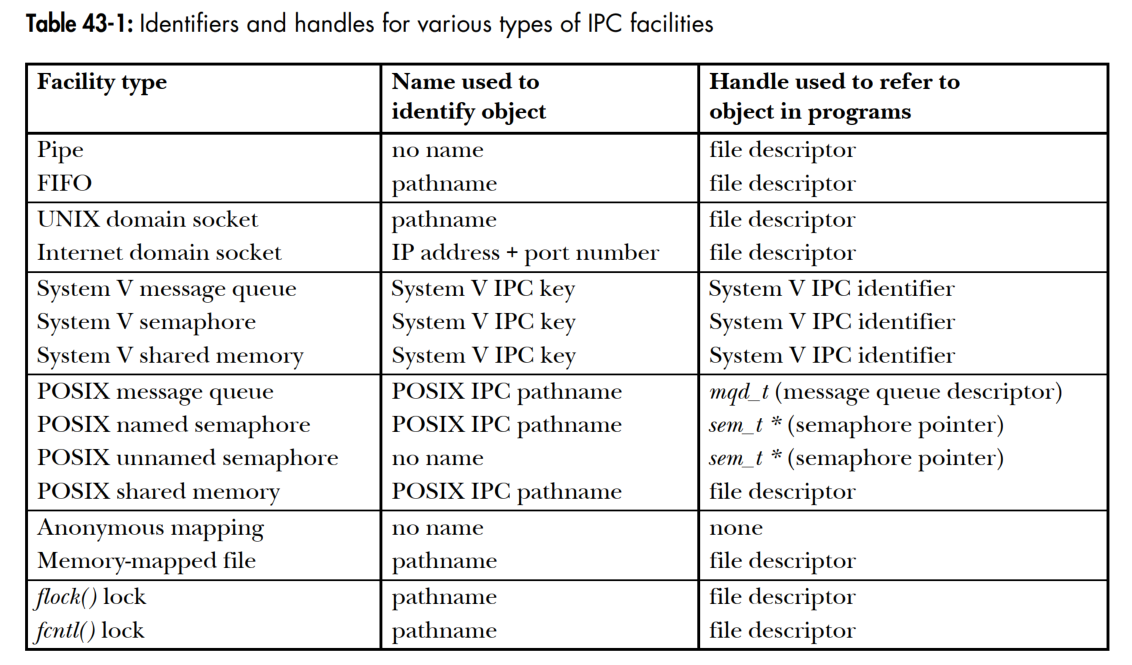 Table 43-1: Identifiers and handles for various types of IPC facilities
Facility type Name used to identify object Handle used to refer to object in programs
Pipe no name file descriptor
FIFO pathname file descriptor
UNIX domain socket pathname file descriptor
Internet domain socket IP address + port number file descriptor
System V message queue System V IPC key System V IPC identifier
System V semaphore System V IPC key System V IPC identifier
System V shared memory System V IPC key System V IPC identifier
POSIX message queue POSIX IPC pathname mqd_t (message queue descriptor)
POSIX named semaphore POSIX IPC pathname sem_t * (semaphore pointer)
POSIX unnamed semaphore no name sem_t * (semaphore pointer)
POSIX shared memory POSIX IPC pathname file descriptor
Anonymous mapping no name none
Memory-mapped file pathname file descriptor
flock() lock pathname file descriptor
fcntl() lock pathname file descriptor